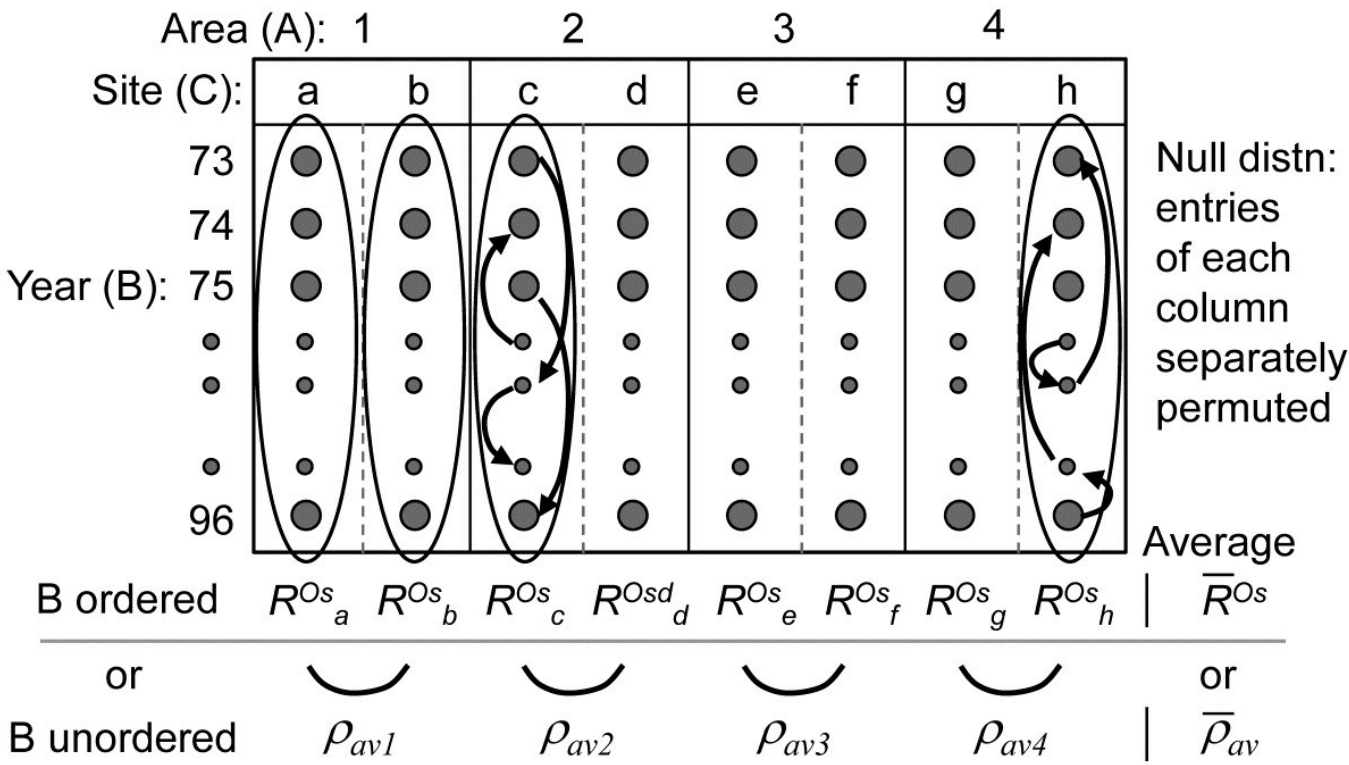 Area (A): 1 2 3 4
Site (C): a b c d e f g h
73
74
Year (B): 75
96
Null distn:
entries
of each
column
separately
permuted
Average
B ordered R^Os_a R^Os_b R^Os_c R^Osd_d R^Os_e R^Os_f R^Os_g R^Os_h | R̅^Os
or or
B unordered ρ_av1 ρ_av2 ρ_av3 ρ_av4 | ρ̅_av